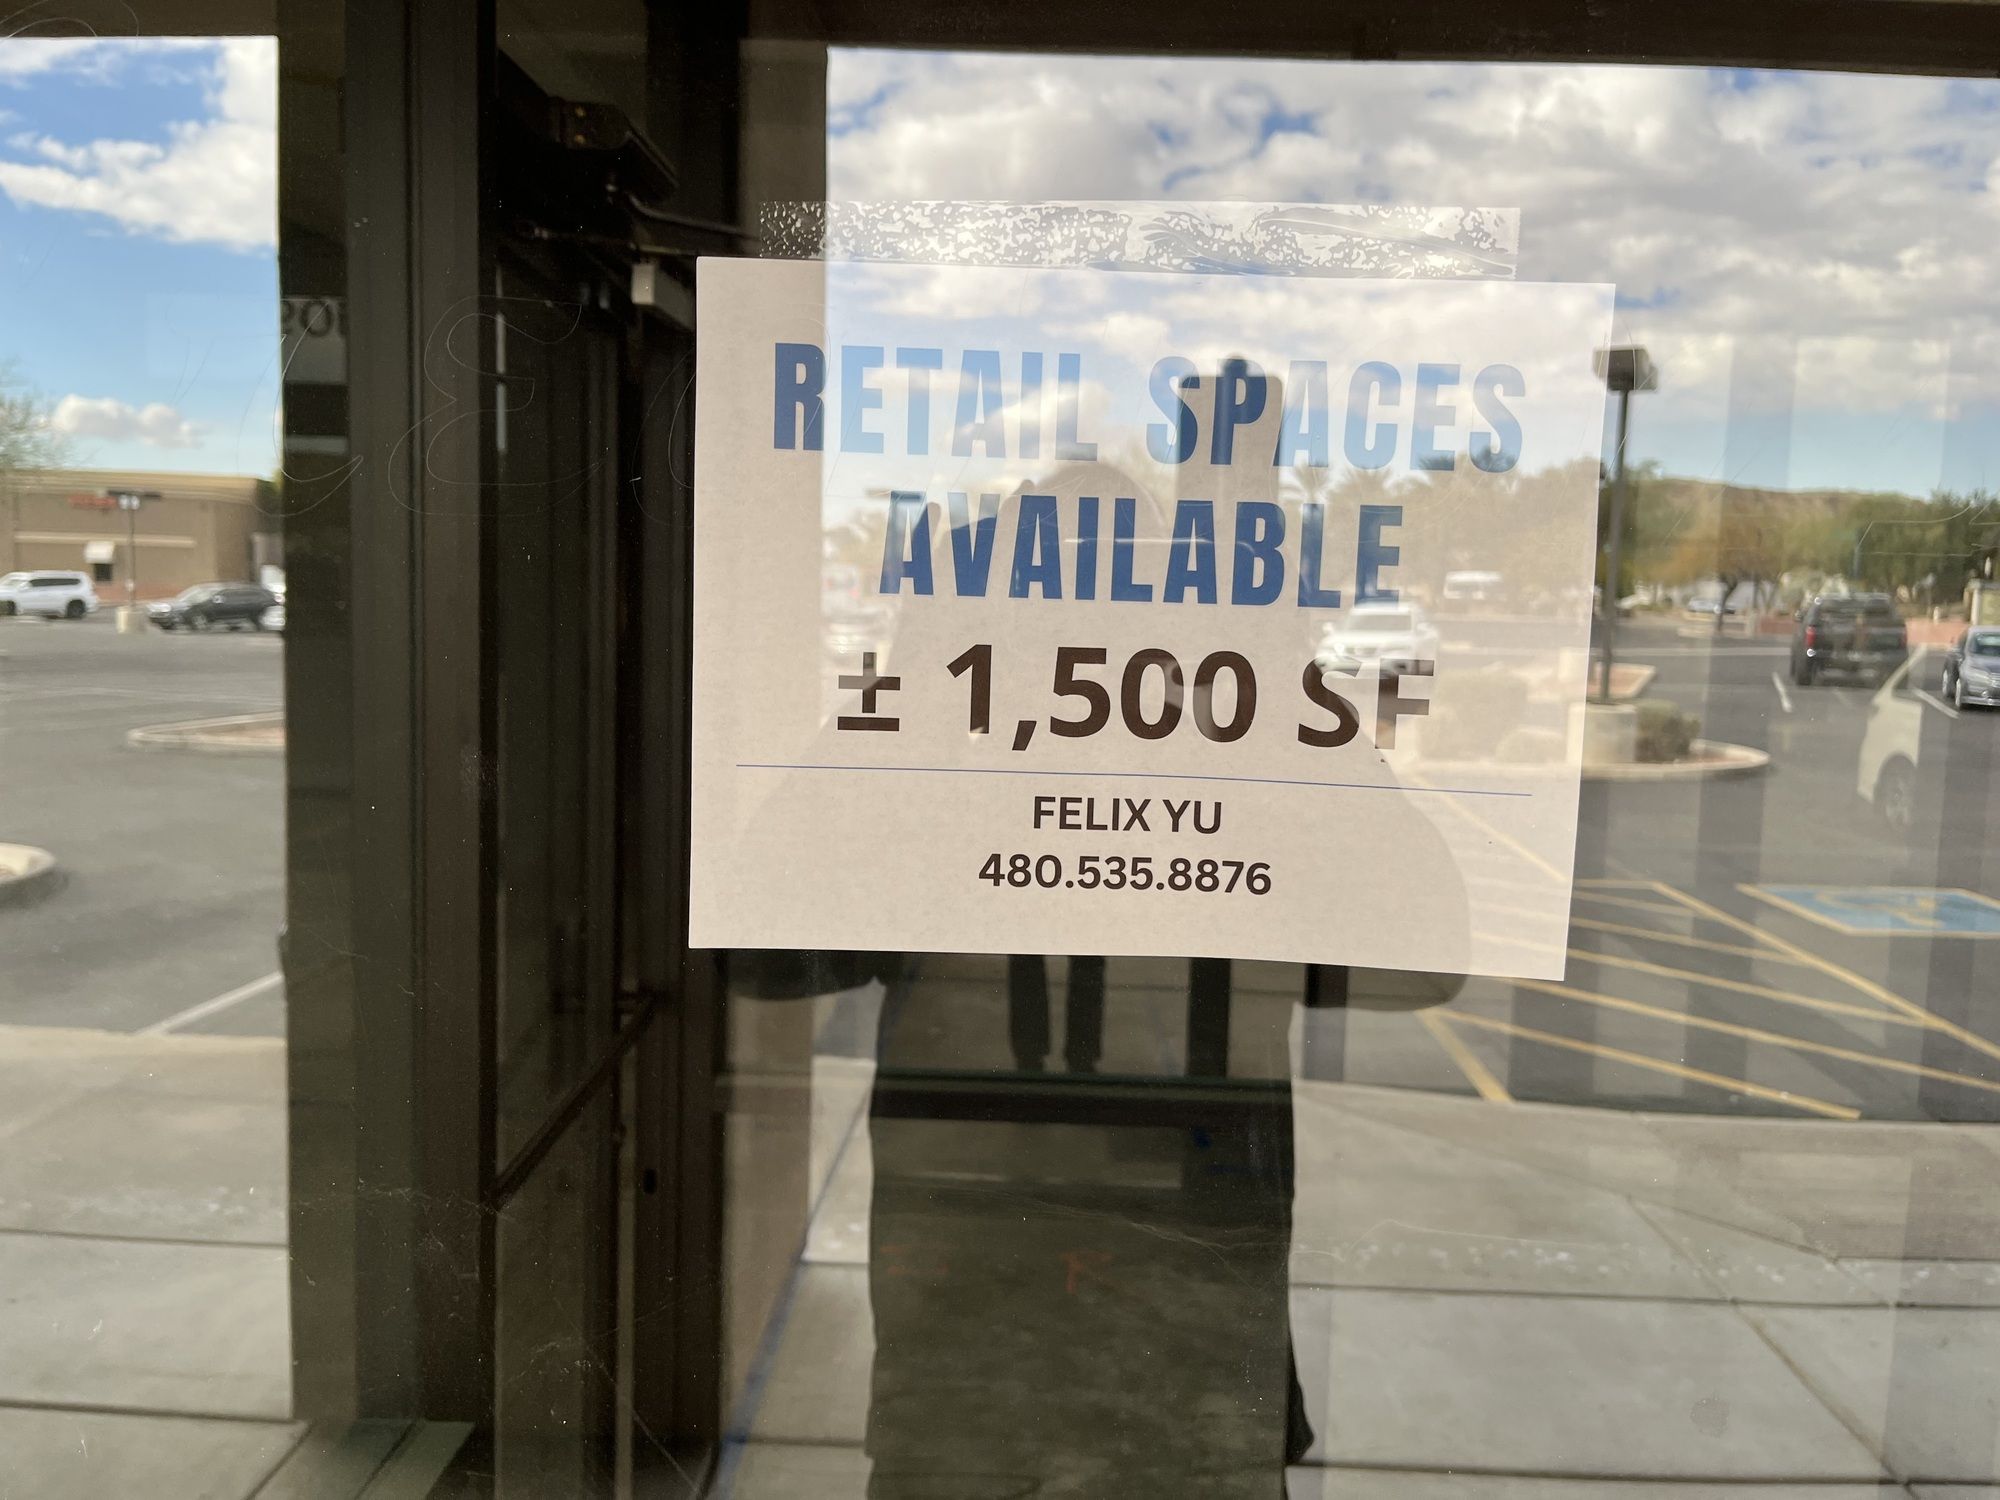 RETAIL SPACES
AVAILABLE
± 1,500 SF
FELIX YU
480.535.8876